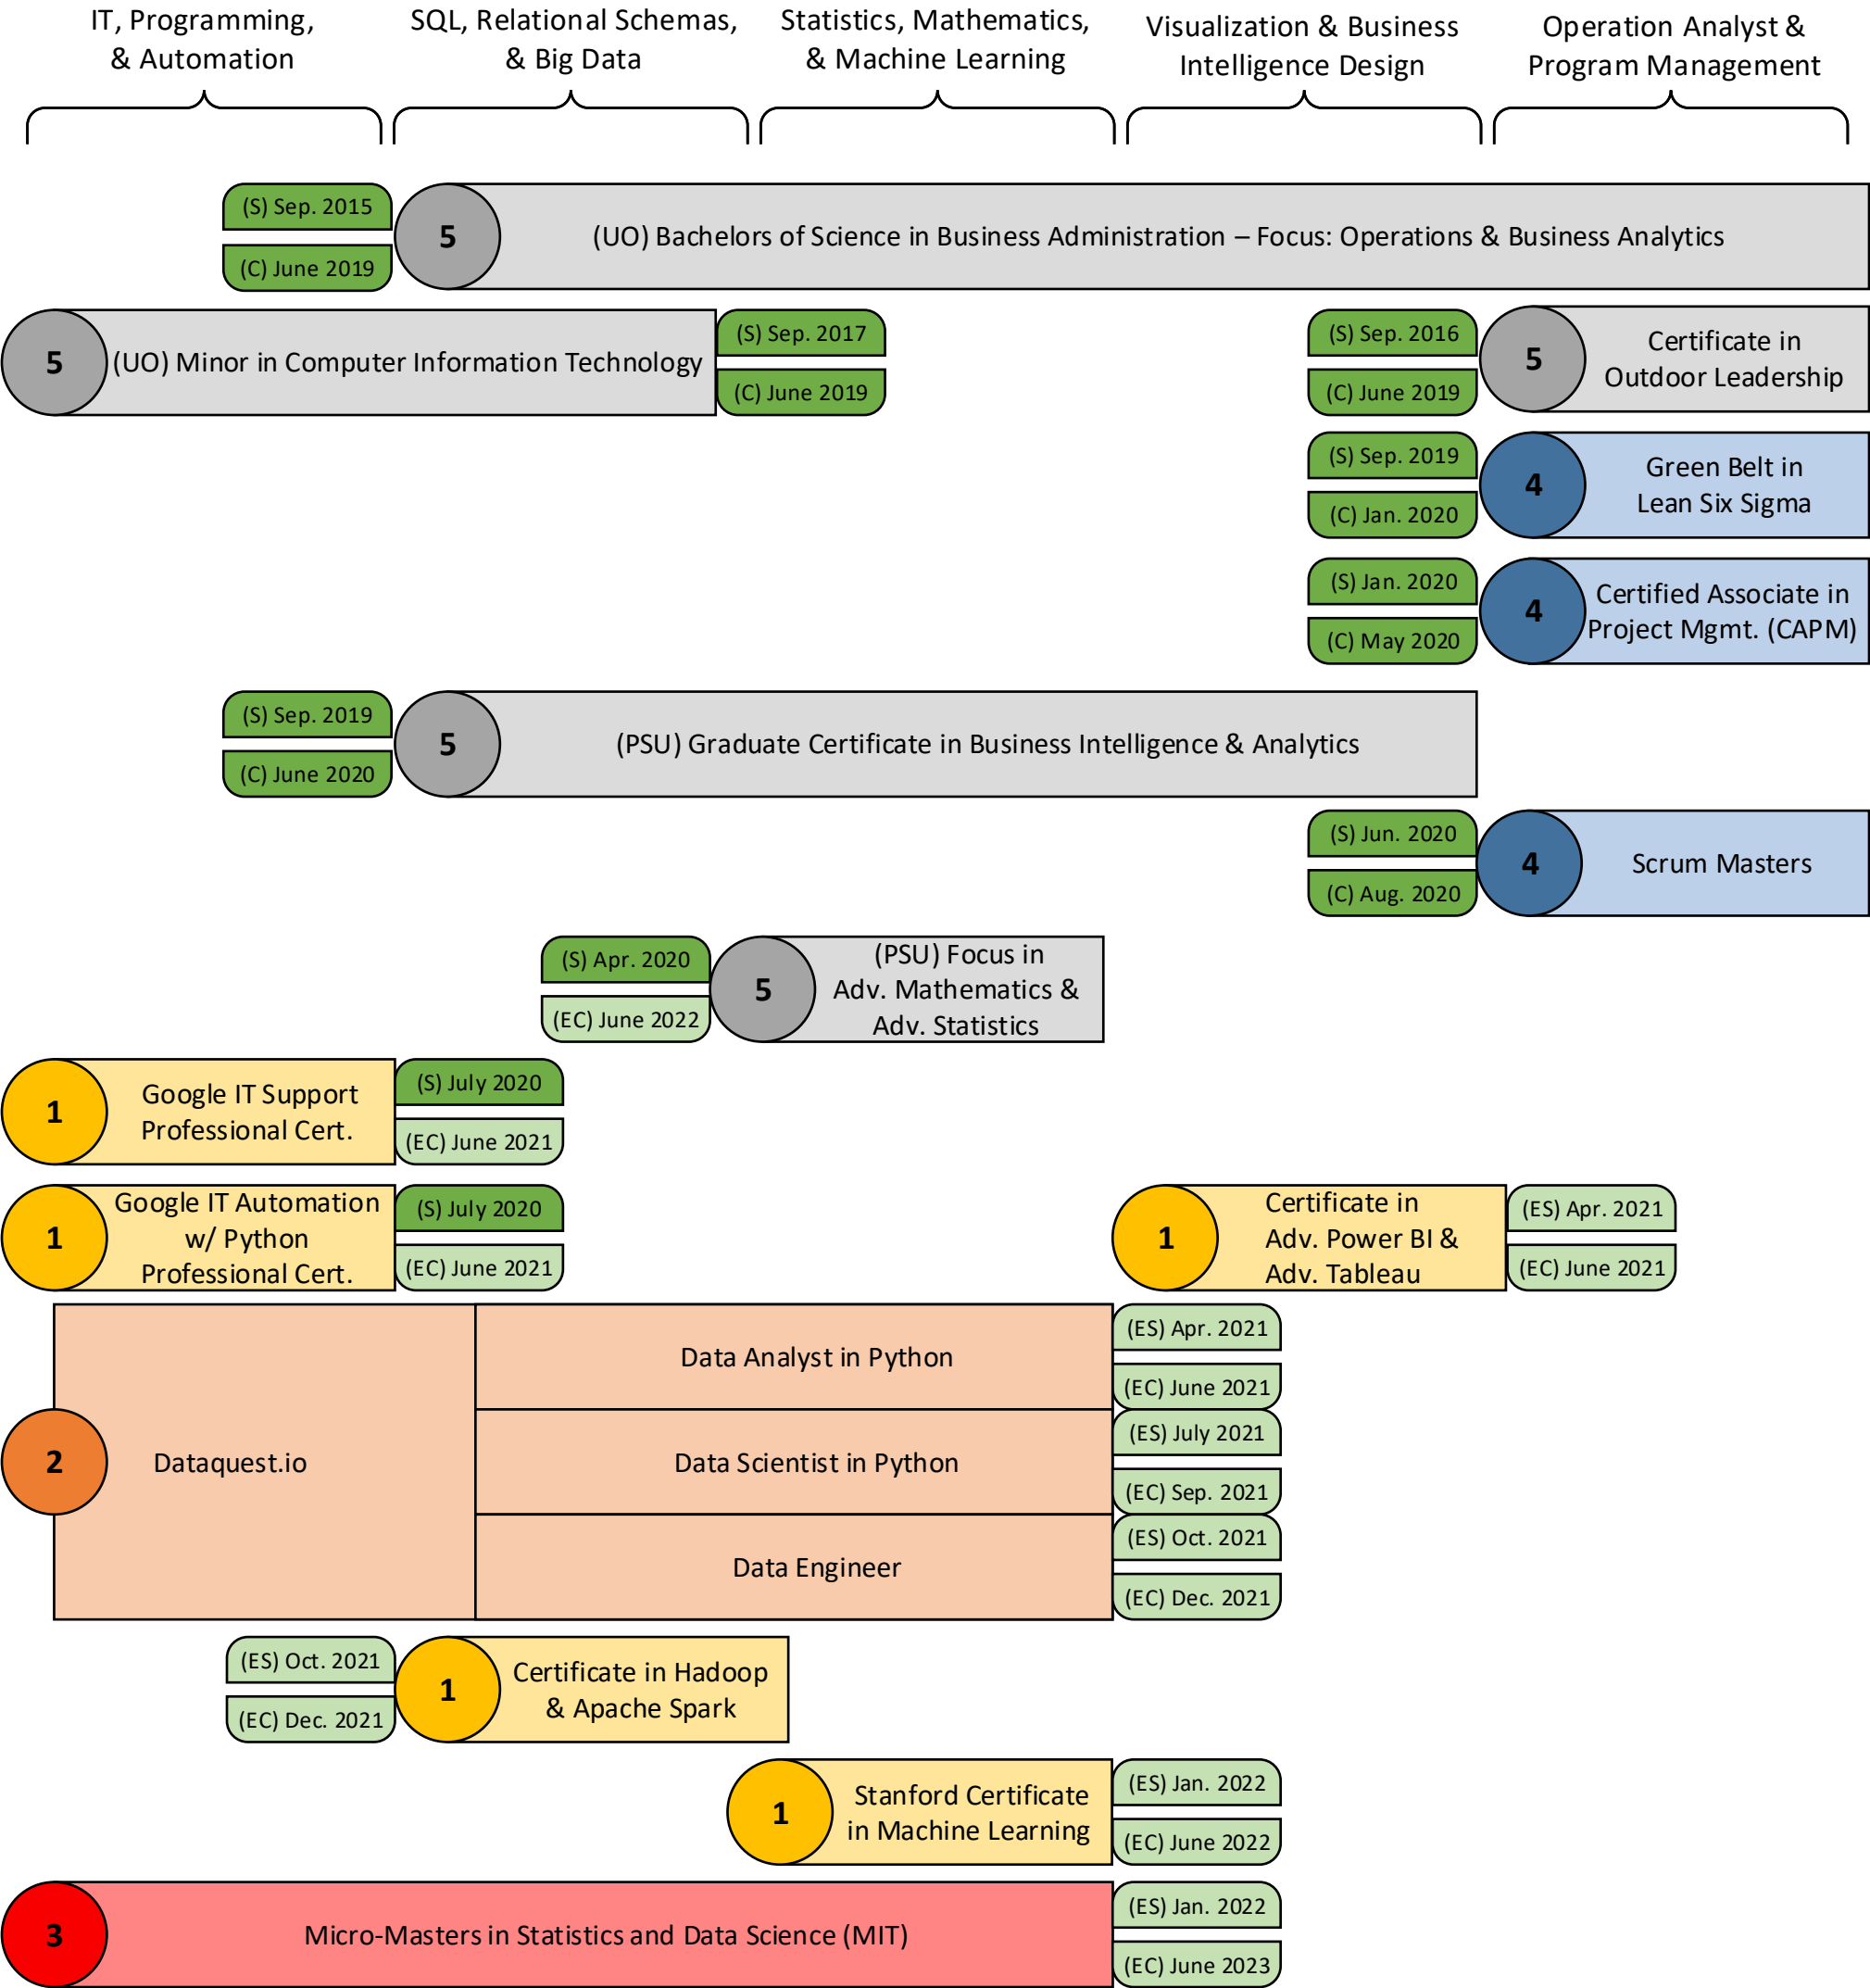 IT, Programming,
& Automation
SQL, Relational Schemas,
& Big Data
Statistics, Mathematics,
& Machine Learning
Visualization & Business
Intelligence Design
Operation Analyst &
Program Management
(S) Sep. 2015
(C) June 2019
5
(UO) Bachelors of Science in Business Administration – Focus: Operations & Business Analytics
5
(UO) Minor in Computer Information Technology
(S) Sep. 2017
(C) June 2019
(S) Sep. 2016
(C) June 2019
5
Certificate in
Outdoor Leadership
(S) Sep. 2019
(C) Jan. 2020
4
Green Belt in
Lean Six Sigma
(S) Jan. 2020
(C) May 2020
4
Certified Associate in
Project Mgmt. (CAPM)
(S) Sep. 2019
(C) June 2020
5
(PSU) Graduate Certificate in Business Intelligence & Analytics
(S) Jun. 2020
(C) Aug. 2020
4
Scrum Masters
(S) Apr. 2020
(EC) June 2022
5
(PSU) Focus in
Adv. Mathematics &
Adv. Statistics
1
Google IT Support
Professional Cert.
(S) July 2020
(EC) June 2021
1
Google IT Automation
w/ Python
Professional Cert.
(S) July 2020
(EC) June 2021
1
Certificate in
Adv. Power BI &
Adv. Tableau
(ES) Apr. 2021
(EC) June 2021
2
Dataquest.io
Data Analyst in Python
(ES) Apr. 2021
(EC) June 2021
Data Scientist in Python
(ES) July 2021
(EC) Sep. 2021
Data Engineer
(ES) Oct. 2021
(EC) Dec. 2021
(ES) Oct. 2021
(EC) Dec. 2021
1
Certificate in Hadoop
& Apache Spark
1
Stanford Certificate
in Machine Learning
(ES) Jan. 2022
(EC) June 2022
3
Micro-Masters in Statistics and Data Science (MIT)
(ES) Jan. 2022
(EC) June 2023